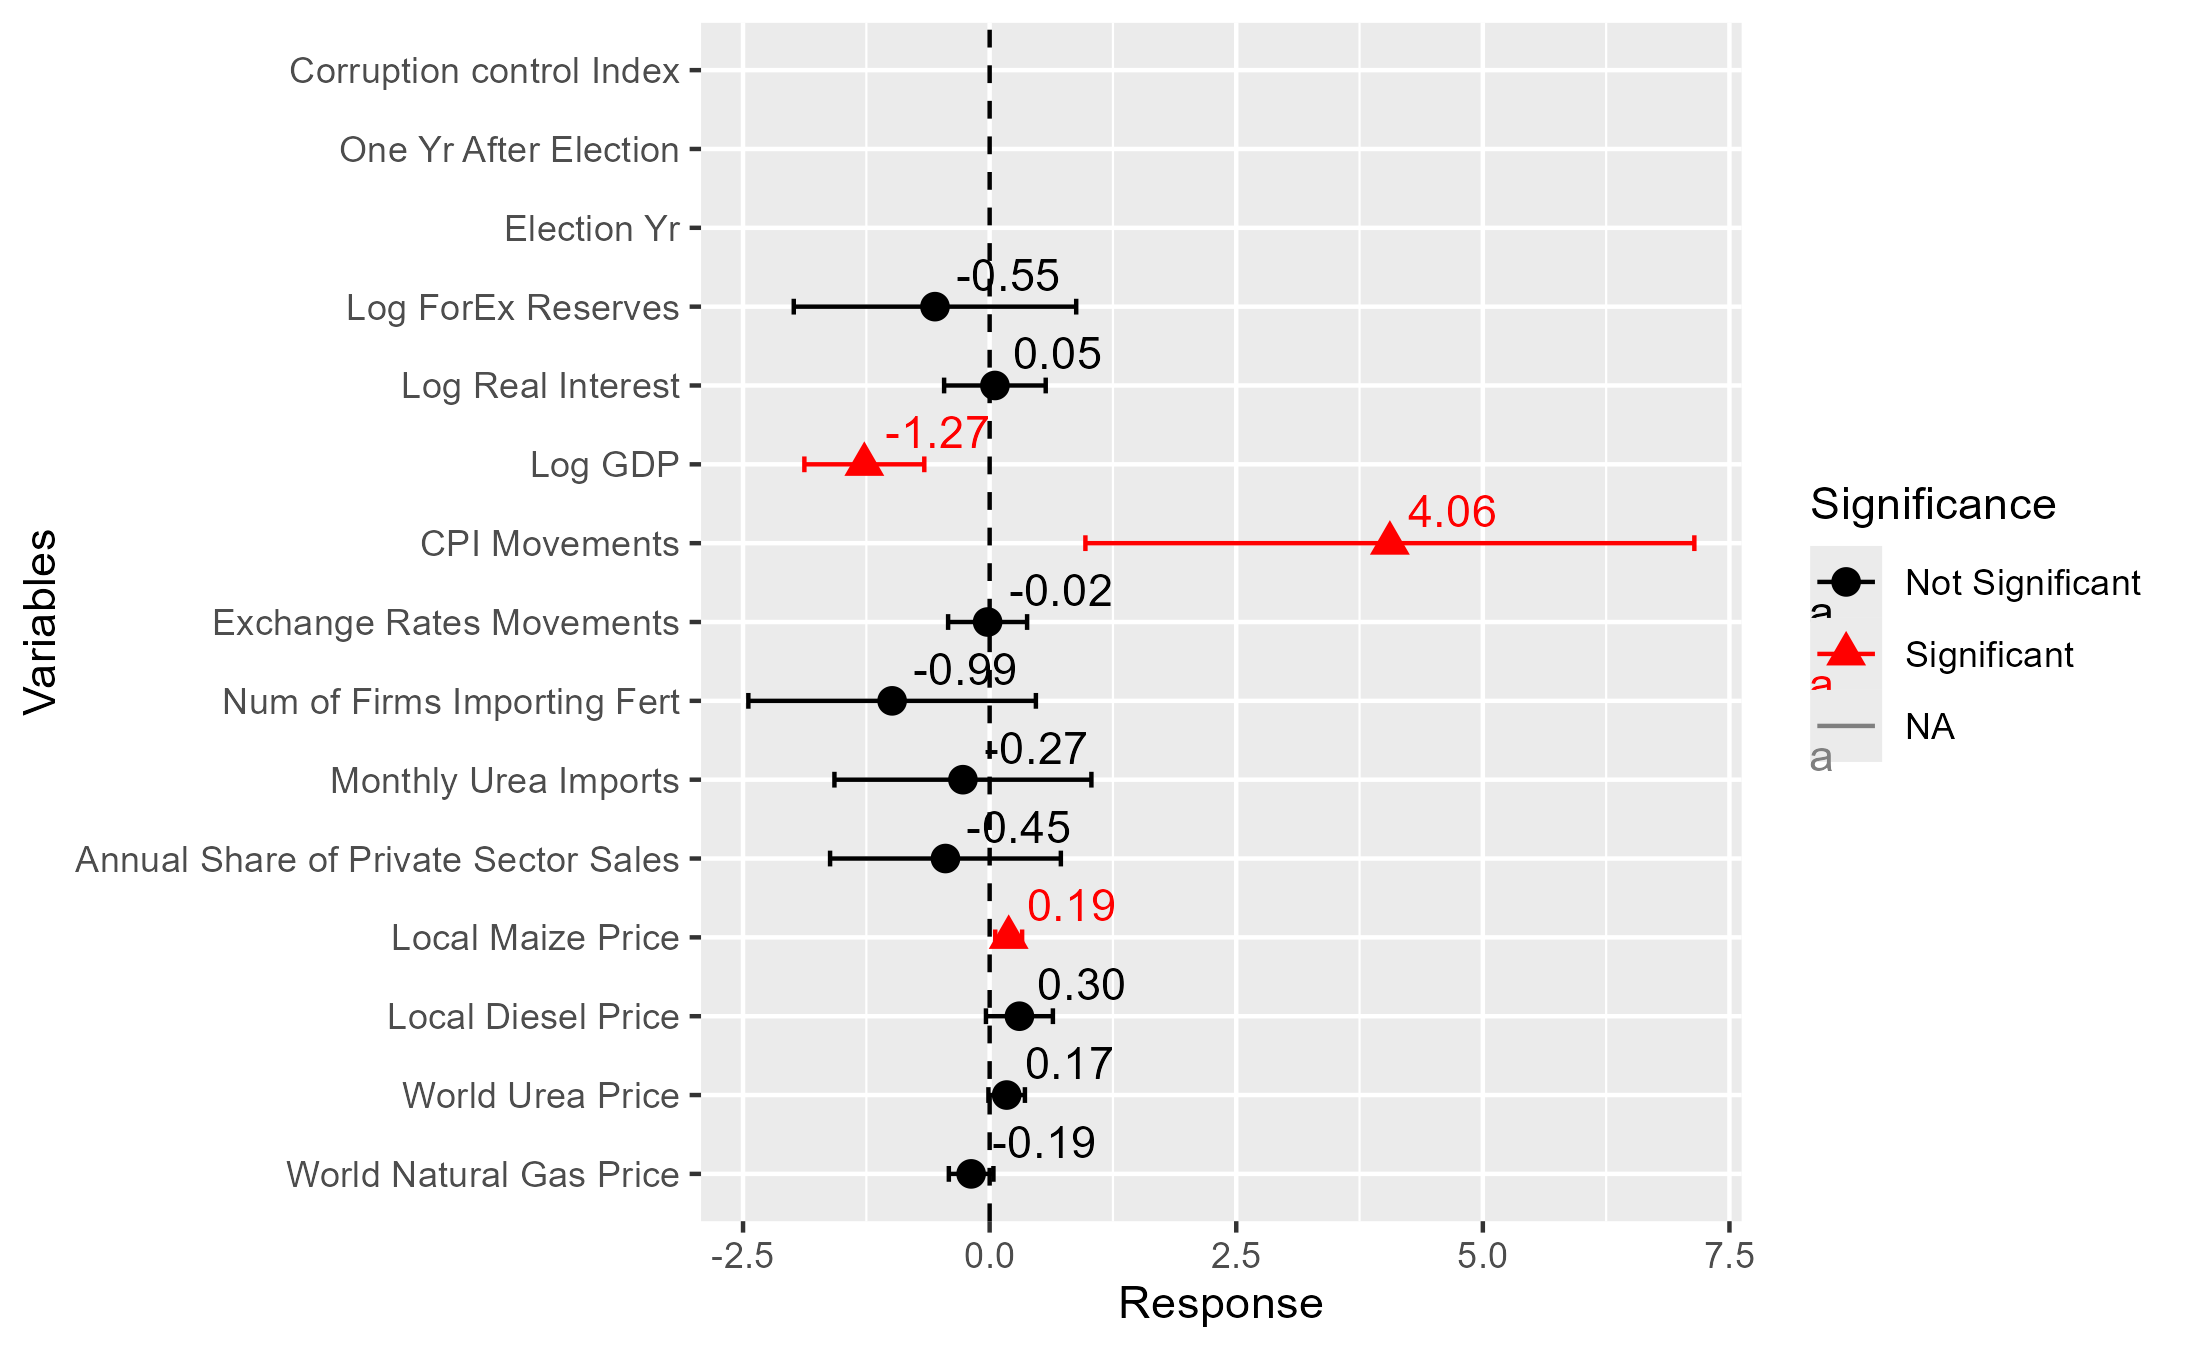 Corruption control Index
One Yr After Election
Election Yr
-0.55
Log ForEx Reserves
0.05
Log Real Interest
-1.27
Log GDP
4.06
CPI Movements
-0.02
Exchange Rates Movements
-0.99
Num of Firms Importing Fert
-0.27
Monthly Urea Imports
-0.45
Annual Share of Private Sector Sales
0.19
Local Maize Price
0.30
Local Diesel Price
0.17
World Urea Price
-0.19
World Natural Gas Price
Variables
-2.5 0.0 2.5 5.0 7.5
Response
Significance
Not Significant
a
Significant
a
NA
a